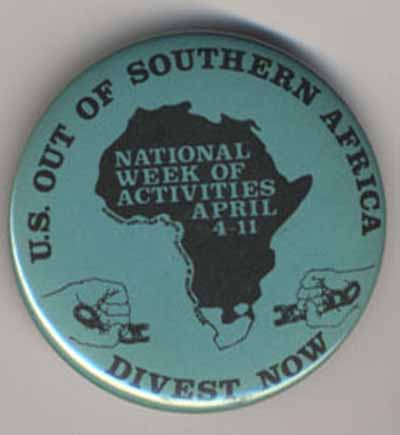 U.S. OUT OF SOUTHERN AFRICA
NATIONAL
WEEK OF
ACTIVITIES
APRIL
4-11
DIVEST NOW